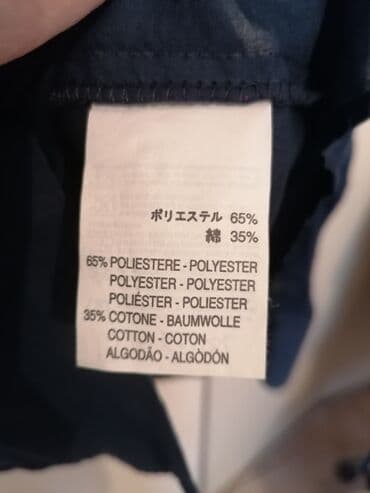 ポリエステル 65%
綿 35%
65% POLIESTERE - POLYESTER
POLYESTER - POLYESTER
POLIÉSTER - POLIESTER
35% COTONE - BAUMWOLLE
COTTON - COTON
ALGODÃO - ALGÒDÓN